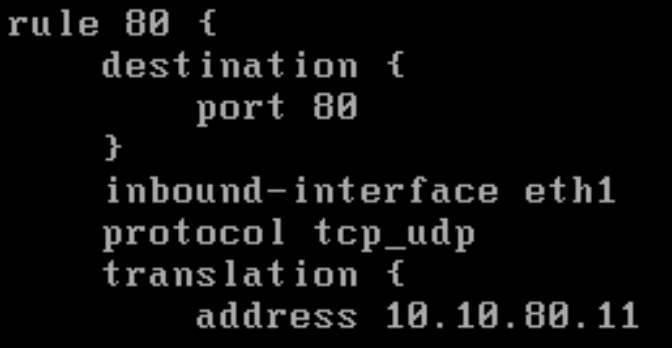 rule 80 {
destination {
port 80
}
inbound-interface eth1
protocol tcp_udp
translation {
address 10.10.80.11